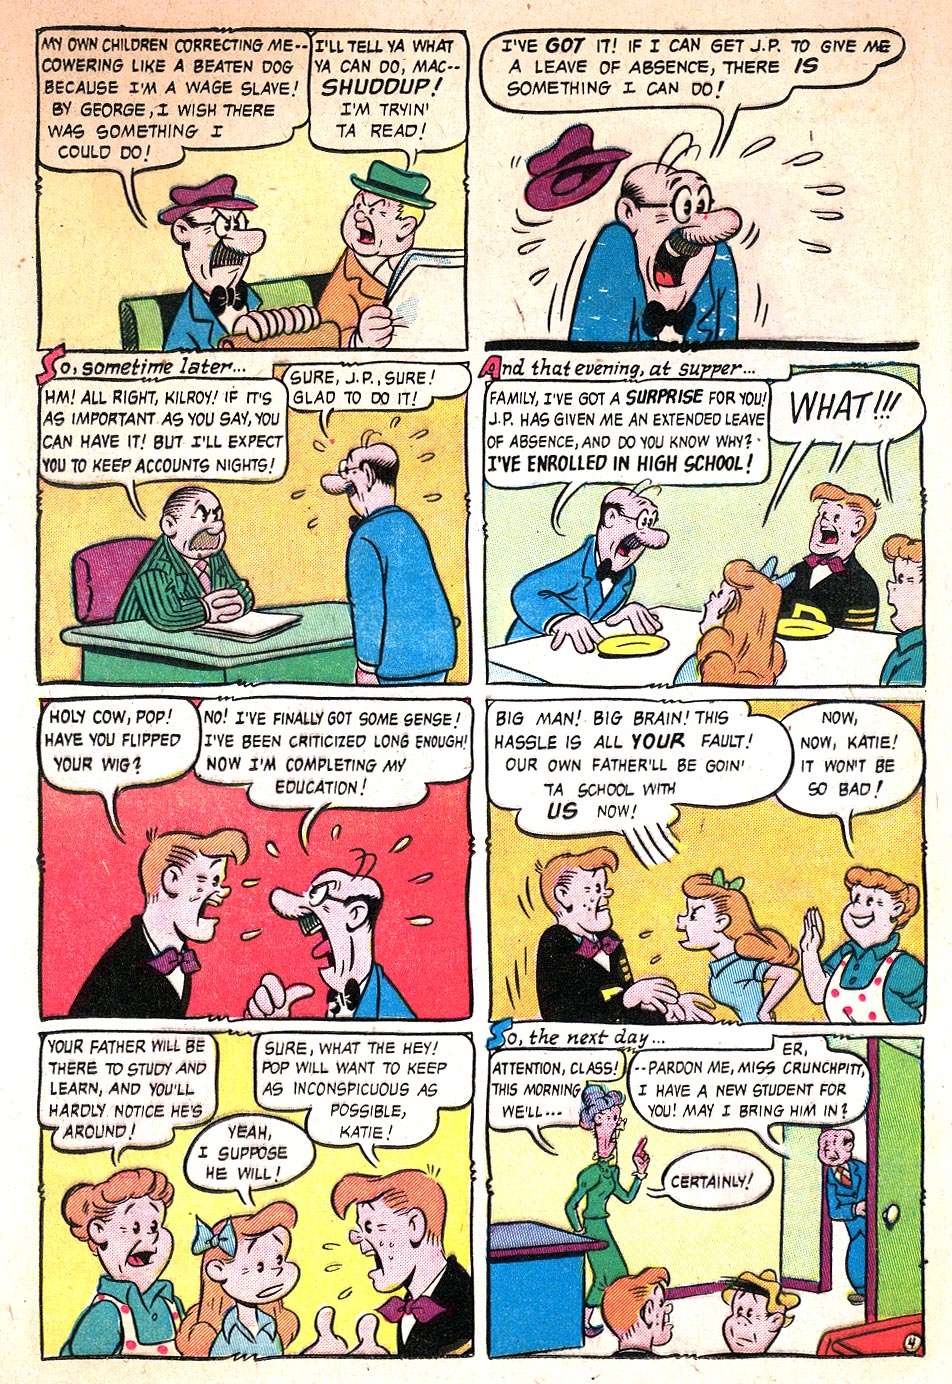 MY OWN CHILDREN CORRECTING ME--
COWERING LIKE A BEATEN DOG
BECAUSE I'M A WAGE SLAVE!
BY GEORGE, I WISH THERE
WAS SOMETHING I
COULD DO!
I'LL TELL YA WHAT
YA CAN DO, MAC--
SHUDDUP!
I'M TRYIN'
TA READ!
I'VE GOT IT! IF I CAN GET J.P. TO GIVE ME
A LEAVE OF ABSENCE, THERE IS
SOMETHING I CAN DO!
So, sometime later...
HM! ALL RIGHT, KILROY! IF IT'S
AS IMPORTANT AS YOU SAY, YOU
CAN HAVE IT! BUT I'LL EXPECT
YOU TO KEEP ACCOUNTS NIGHTS!
SURE, J.P., SURE!
GLAD TO DO IT!
And that evening, at supper...
FAMILY, I'VE GOT A SURPRISE FOR YOU!
J.P. HAS GIVEN ME AN EXTENDED LEAVE
OF ABSENCE, AND DO YOU KNOW WHY?
I'VE ENROLLED IN HIGH SCHOOL!
WHAT!!!
HOLY COW, POP!
HAVE YOU FLIPPED
YOUR WIG?
NO! I'VE FINALLY GOT SOME SENSE!
I'VE BEEN CRITICIZED LONG ENOUGH!
NOW I'M COMPLETING MY
EDUCATION!
BIG MAN! BIG BRAIN! THIS
HASSLE IS ALL YOUR FAULT!
OUR OWN FATHER'LL BE GOIN'
TA SCHOOL WITH
US NOW!
NOW,
NOW, KATIE!
IT WON'T BE
SO BAD!
YOUR FATHER WILL BE
THERE TO STUDY AND
LEARN, AND YOU'LL
HARDLY NOTICE HE'S
AROUND!
YEAH,
I SUPPOSE
HE WILL!
SURE, WHAT THE HEY!
POP WILL WANT TO KEEP
AS INCONSPICUOUS AS
POSSIBLE,
KATIE!
So, the next day...
ATTENTION, CLASS!
THIS MORNING
WE'LL...
ER,
--PARDON ME, MISS CRUNCHPITT,
I HAVE A NEW STUDENT FOR
YOU! MAY I BRING HIM IN?
CERTAINLY!
4